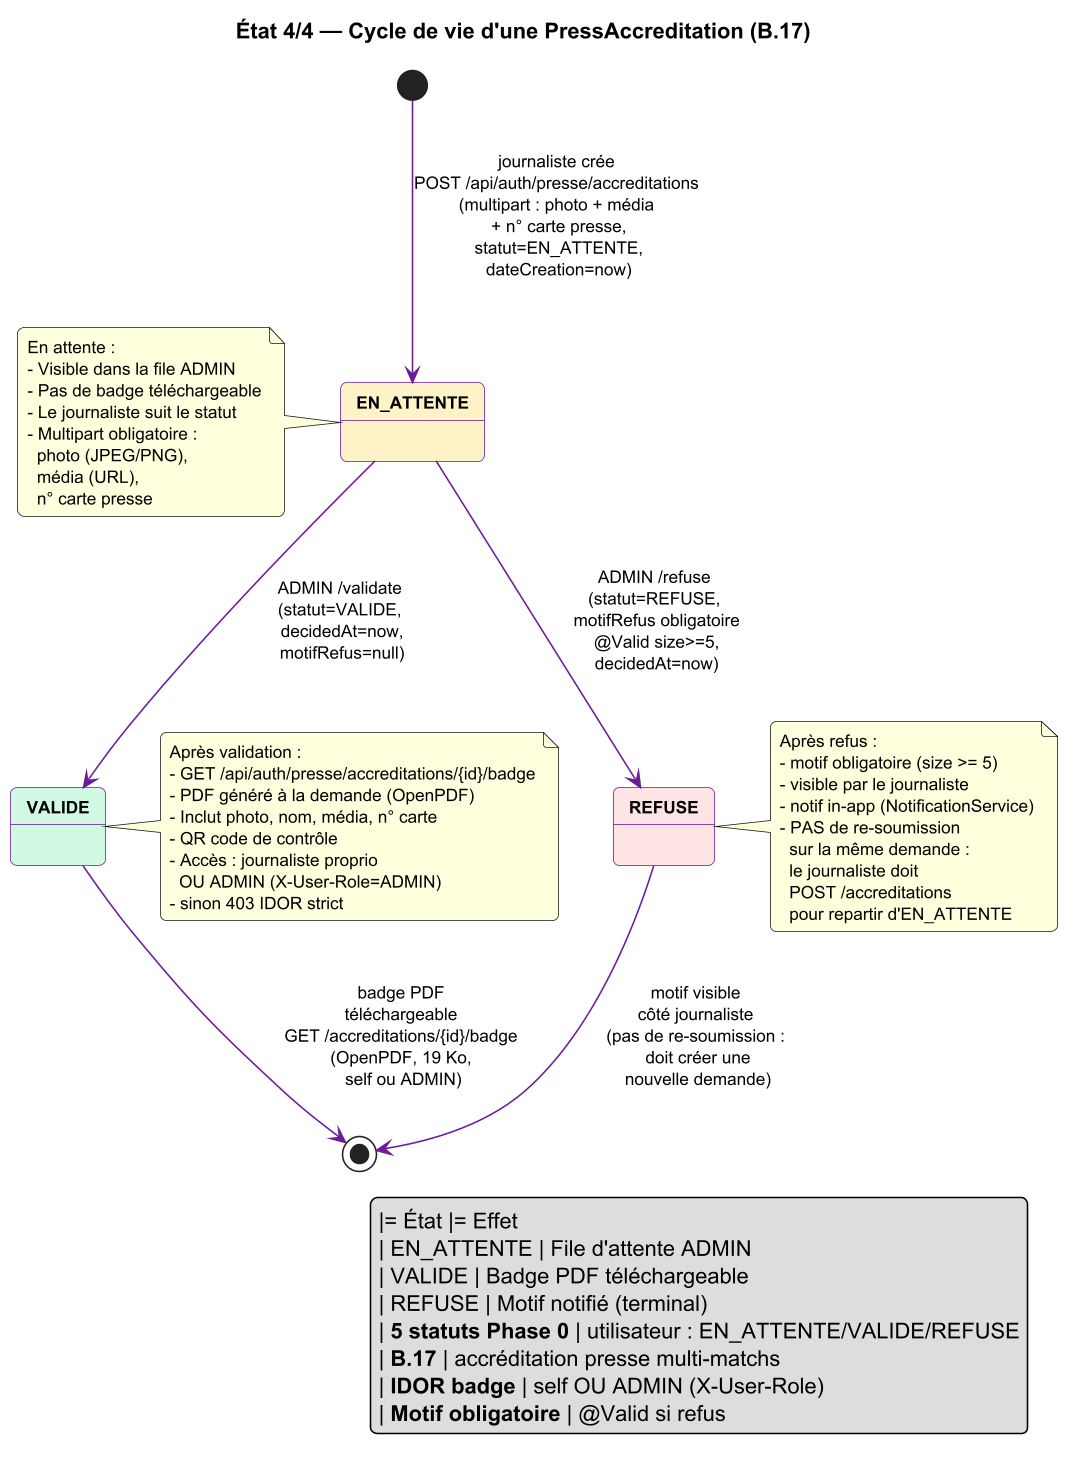 État 4/4 — Cycle de vie d'une PressAccreditation (B.17)
journaliste crée
POST /api/auth/presse/accreditations
(multipart : photo + média
+ n° carte presse,
statut=EN_ATTENTE,
dateCreation=now)
En attente :
- Visible dans la file ADMIN
- Pas de badge téléchargeable
- Le journaliste suit le statut
- Multipart obligatoire :
photo (JPEG/PNG),
média (URL),
n° carte presse
EN_ATTENTE
ADMIN /validate
(statut=VALIDE,
decidedAt=now,
motifRefus=null)
ADMIN /refuse
(statut=REFUSE,
motifRefus obligatoire
@Valid size>=5,
decidedAt=now)
VALIDE
Après validation :
- GET /api/auth/presse/accreditations/{id}/badge
- PDF généré à la demande (OpenPDF)
- Inclut photo, nom, média, n° carte
- QR code de contrôle
- Accès : journaliste proprio
OU ADMIN (X-User-Role=ADMIN)
- sinon 403 IDOR strict
REFUSE
Après refus :
- motif obligatoire (size >= 5)
- visible par le journaliste
- notif in-app (NotificationService)
- PAS de re-soumission
sur la même demande :
le journaliste doit
POST /accreditations
pour repartir d'EN_ATTENTE
badge PDF
téléchargeable
GET /accreditations/{id}/badge
(OpenPDF, 19 Ko,
self ou ADMIN)
motif visible
côté journaliste
(pas de re-soumission :
doit créer une
nouvelle demande)
|= État |= Effet
| EN_ATTENTE | File d'attente ADMIN
| VALIDE | Badge PDF téléchargeable
| REFUSE | Motif notifié (terminal)
| 5 statuts Phase 0 | utilisateur : EN_ATTENTE/VALIDE/REFUSE
| B.17 | accréditation presse multi-matchs
| IDOR badge | self OU ADMIN (X-User-Role)
| Motif obligatoire | @Valid si refus